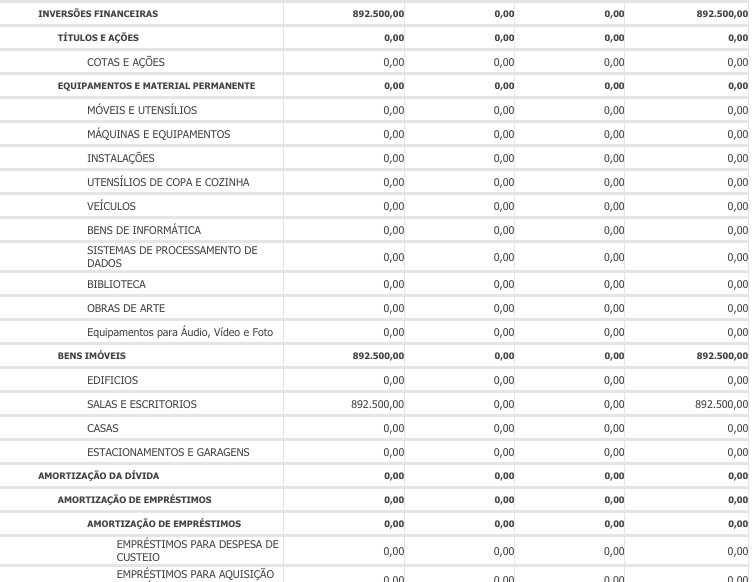 INVERSÕES FINANCEIRAS 892.500,00 0,00 0,00 892.500,00
TÍTULOS E AÇÕES 0,00 0,00 0,00 0,00
COTAS E AÇÕES 0,00 0,00 0,00 0,00
EQUIPAMENTOS E MATERIAL PERMANENTE 0,00 0,00 0,00 0,00
MÓVEIS E UTENSÍLIOS 0,00 0,00 0,00 0,00
MÁQUINAS E EQUIPAMENTOS 0,00 0,00 0,00 0,00
INSTALAÇÕES 0,00 0,00 0,00 0,00
UTENSÍLIOS DE COPA E COZINHA 0,00 0,00 0,00 0,00
VEÍCULOS 0,00 0,00 0,00 0,00
BENS DE INFORMÁTICA 0,00 0,00 0,00 0,00
SISTEMAS DE PROCESSAMENTO DE
DADOS 0,00 0,00 0,00 0,00
BIBLIOTECA 0,00 0,00 0,00 0,00
OBRAS DE ARTE 0,00 0,00 0,00 0,00
Equipamentos para Áudio, Vídeo e Foto 0,00 0,00 0,00 0,00
BENS IMÓVEIS 892.500,00 0,00 0,00 892.500,00
EDIFICIOS 0,00 0,00 0,00 0,00
SALAS E ESCRITORIOS 892.500,00 0,00 0,00 892.500,00
CASAS 0,00 0,00 0,00 0,00
ESTACIONAMENTOS E GARAGENS 0,00 0,00 0,00 0,00
AMORTIZAÇÃO DA DÍVIDA 0,00 0,00 0,00 0,00
AMORTIZAÇÃO DE EMPRÉSTIMOS 0,00 0,00 0,00 0,00
AMORTIZAÇÃO DE EMPRÉSTIMOS 0,00 0,00 0,00 0,00
EMPRÉSTIMOS PARA DESPESA DE
CUSTEIO 0,00 0,00 0,00 0,00
EMPRÉSTIMOS PARA AQUISIÇÃO
0,00 0,00 0,00 0,00